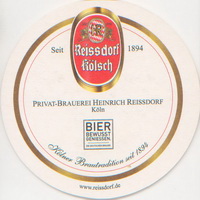 Seit 1894
Reissdorf
Kölsch
PRIVAT-BRAUEREI HEINRICH REISSDORF
Köln
BIER
BEWUSST
GENIESSEN.
Kölner Brautradition seit 1894
www.reissdorf.de